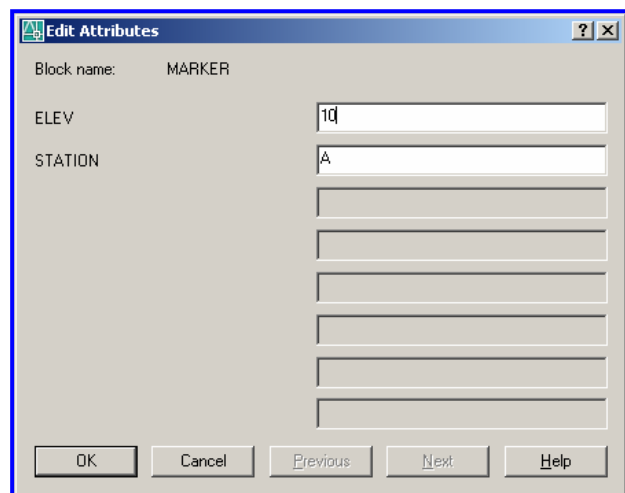 Edit Attributes
Block name: MARKER
ELEV 10
STATION A
OK Cancel Previous Next Help